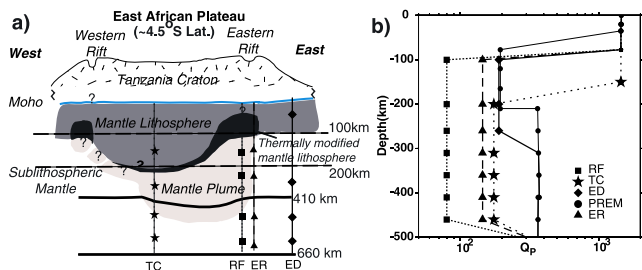 a)
East African Plateau
(~4.5°S Lat.)
West
Western
Rift
Eastern
Rift
East
Tanzania Craton
Moho
?
?
Mantle Lithosphere
100km
?
?
?
Thermally modified
mantle lithosphere
200km
Sublithospheric
Mantle
Mantle Plume
410 km
660 km
TC
RF
ER
ED
b)
0
-100
-200
-300
-400
-500
Depth(km)
RF
TC
ED
PREM
ER
10²
Qₚ
10³